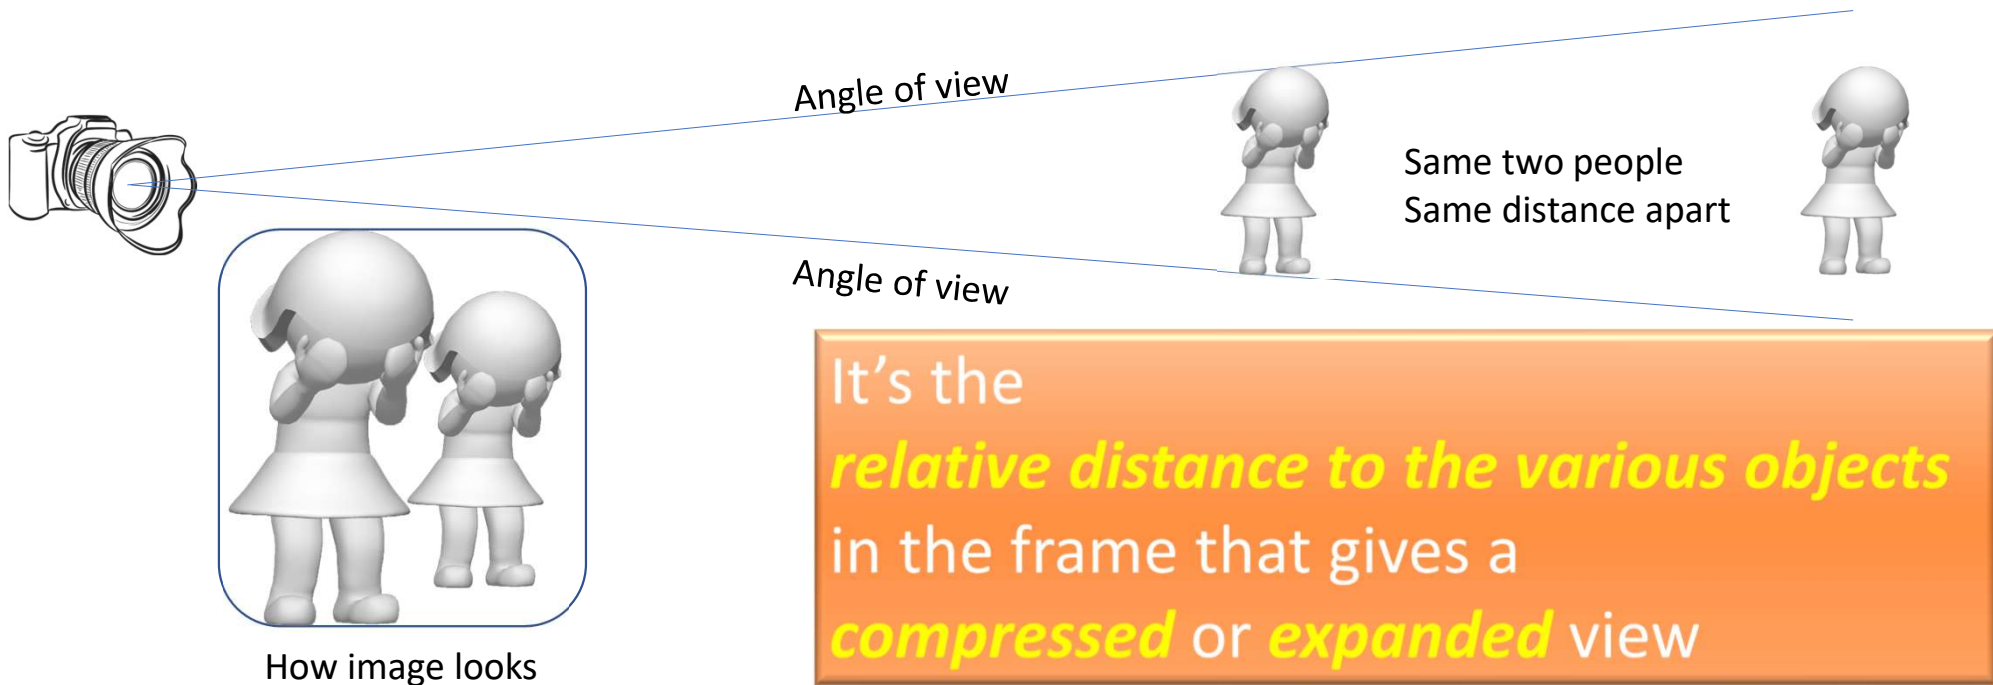 Angle of view
Same two people
Same distance apart
Angle of view
How image looks
It’s the
relative distance to the various objects
in the frame that gives a
compressed or expanded view